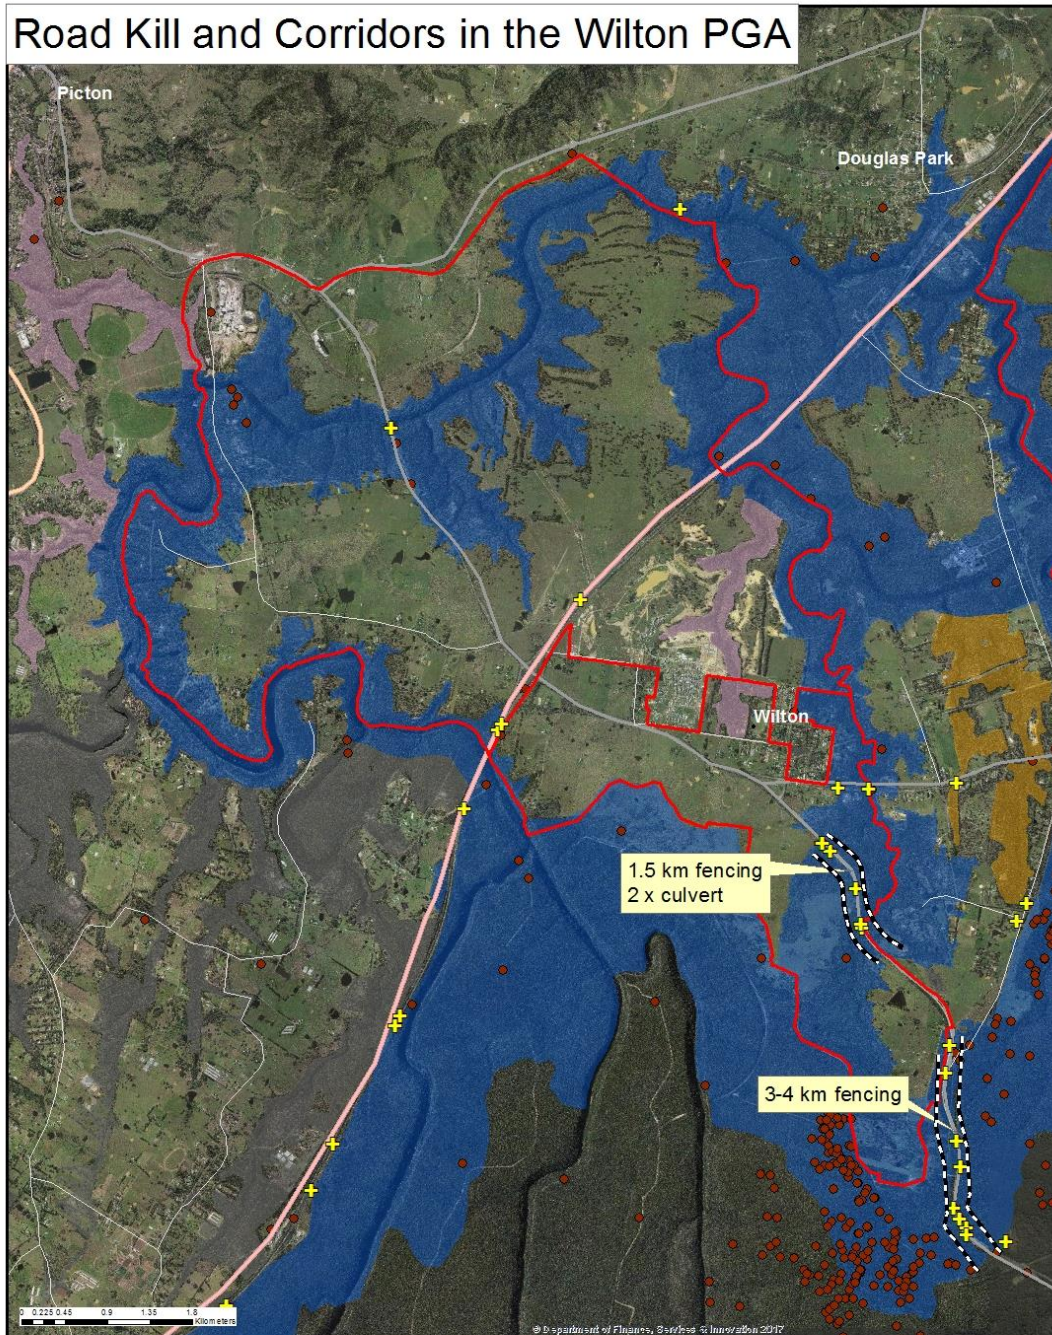 Road Kill and Corridors in the Wilton PGA
Picton
Douglas Park
Wilton
1.5 km fencing
2 x culvert
3-4 km fencing
0 0.225 0.45 0.9 1.35 1.8
Kilometers
© Department of Finance, Services & Innovation 2017